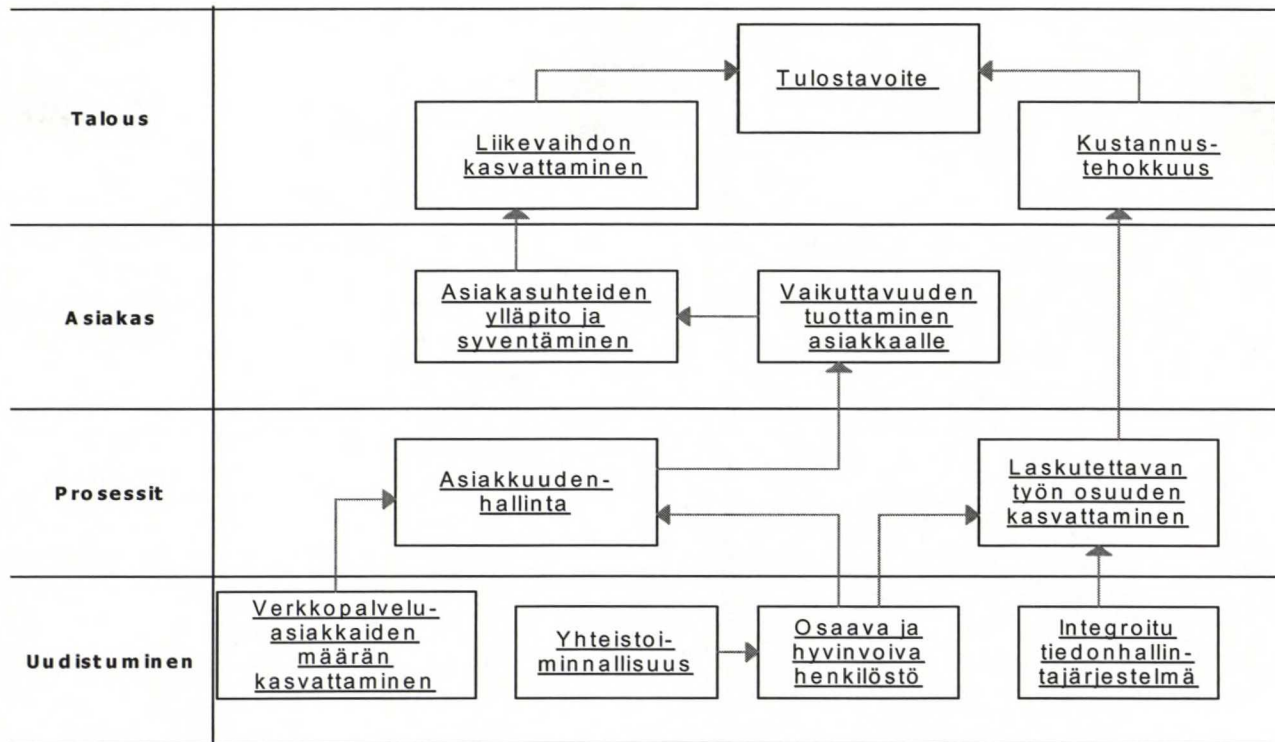 Talous
Tulostavoite
Liikevaihdon
kasvattaminen
Kustannus-
tehokkuus
Asiakas
Asiakasuhteiden
ylläpito ja
syventäminen
Vaikuttavuuden
tuottaminen
asiakkaalle
Prosessit
Asiakkuuden-
hallinta
Laskutettavan
työn osuuden
kasvattaminen
Uudistuminen
Verkkopalvelu-
asiakkaiden
määrän
kasvattaminen
Yhteistoi-
minnallisuus
Osaava ja
hyvinvoiva
henkilöstö
Integroitu
tiedonhallin-
tajärjestelmä